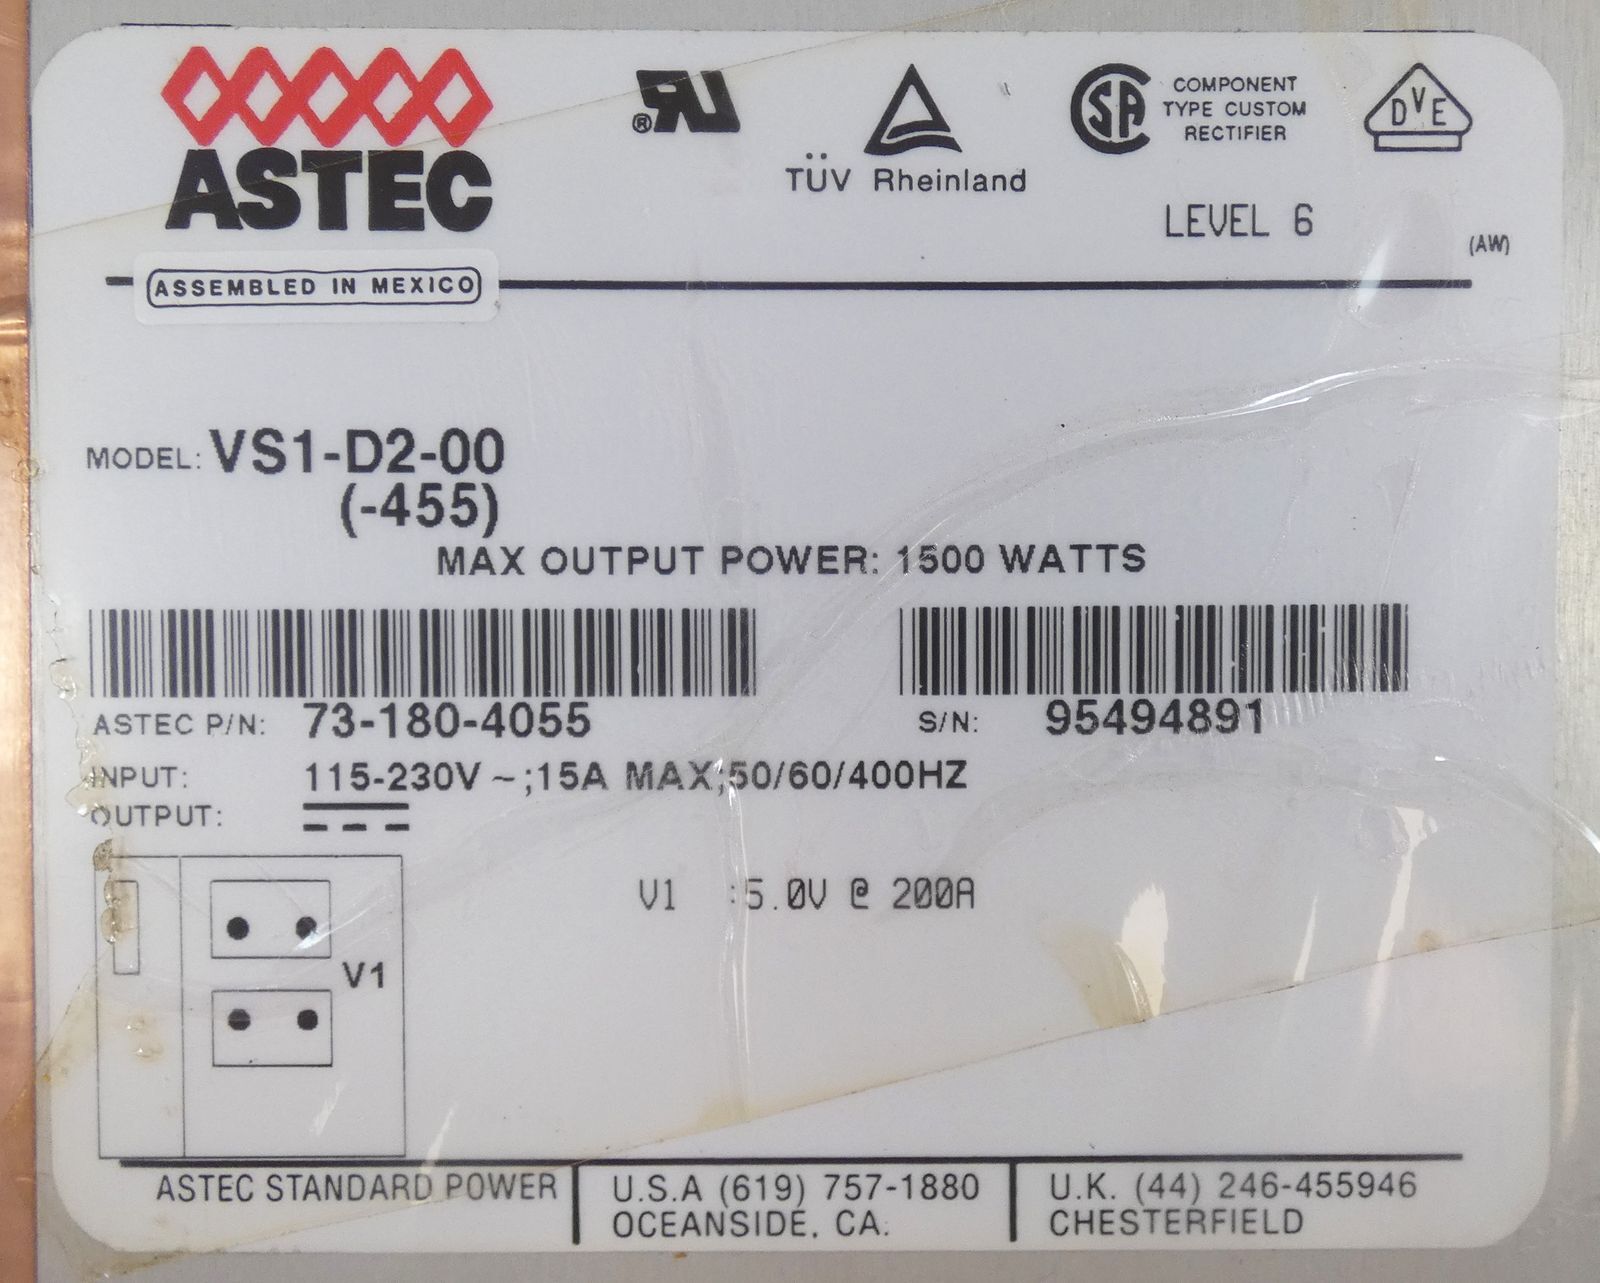 ASTEC
® RU
TÜV Rheinland
CSA COMPONENT
TYPE CUSTOM
RECTIFIER
DVE
LEVEL 6
(AW)
ASSEMBLED IN MEXICO
MODEL: VS1-D2-00
(-455)
MAX OUTPUT POWER: 1500 WATTS
ASTEC P/N: 73-180-4055
S/N: 95494891
INPUT: 115-230V ~;15A MAX;50/60/400HZ
OUTPUT:
V1 :5.0V @ 200A
V1
ASTEC STANDARD POWER
U.S.A (619) 757-1880
OCEANSIDE, CA.
U.K. (44) 246-455946
CHESTERFIELD